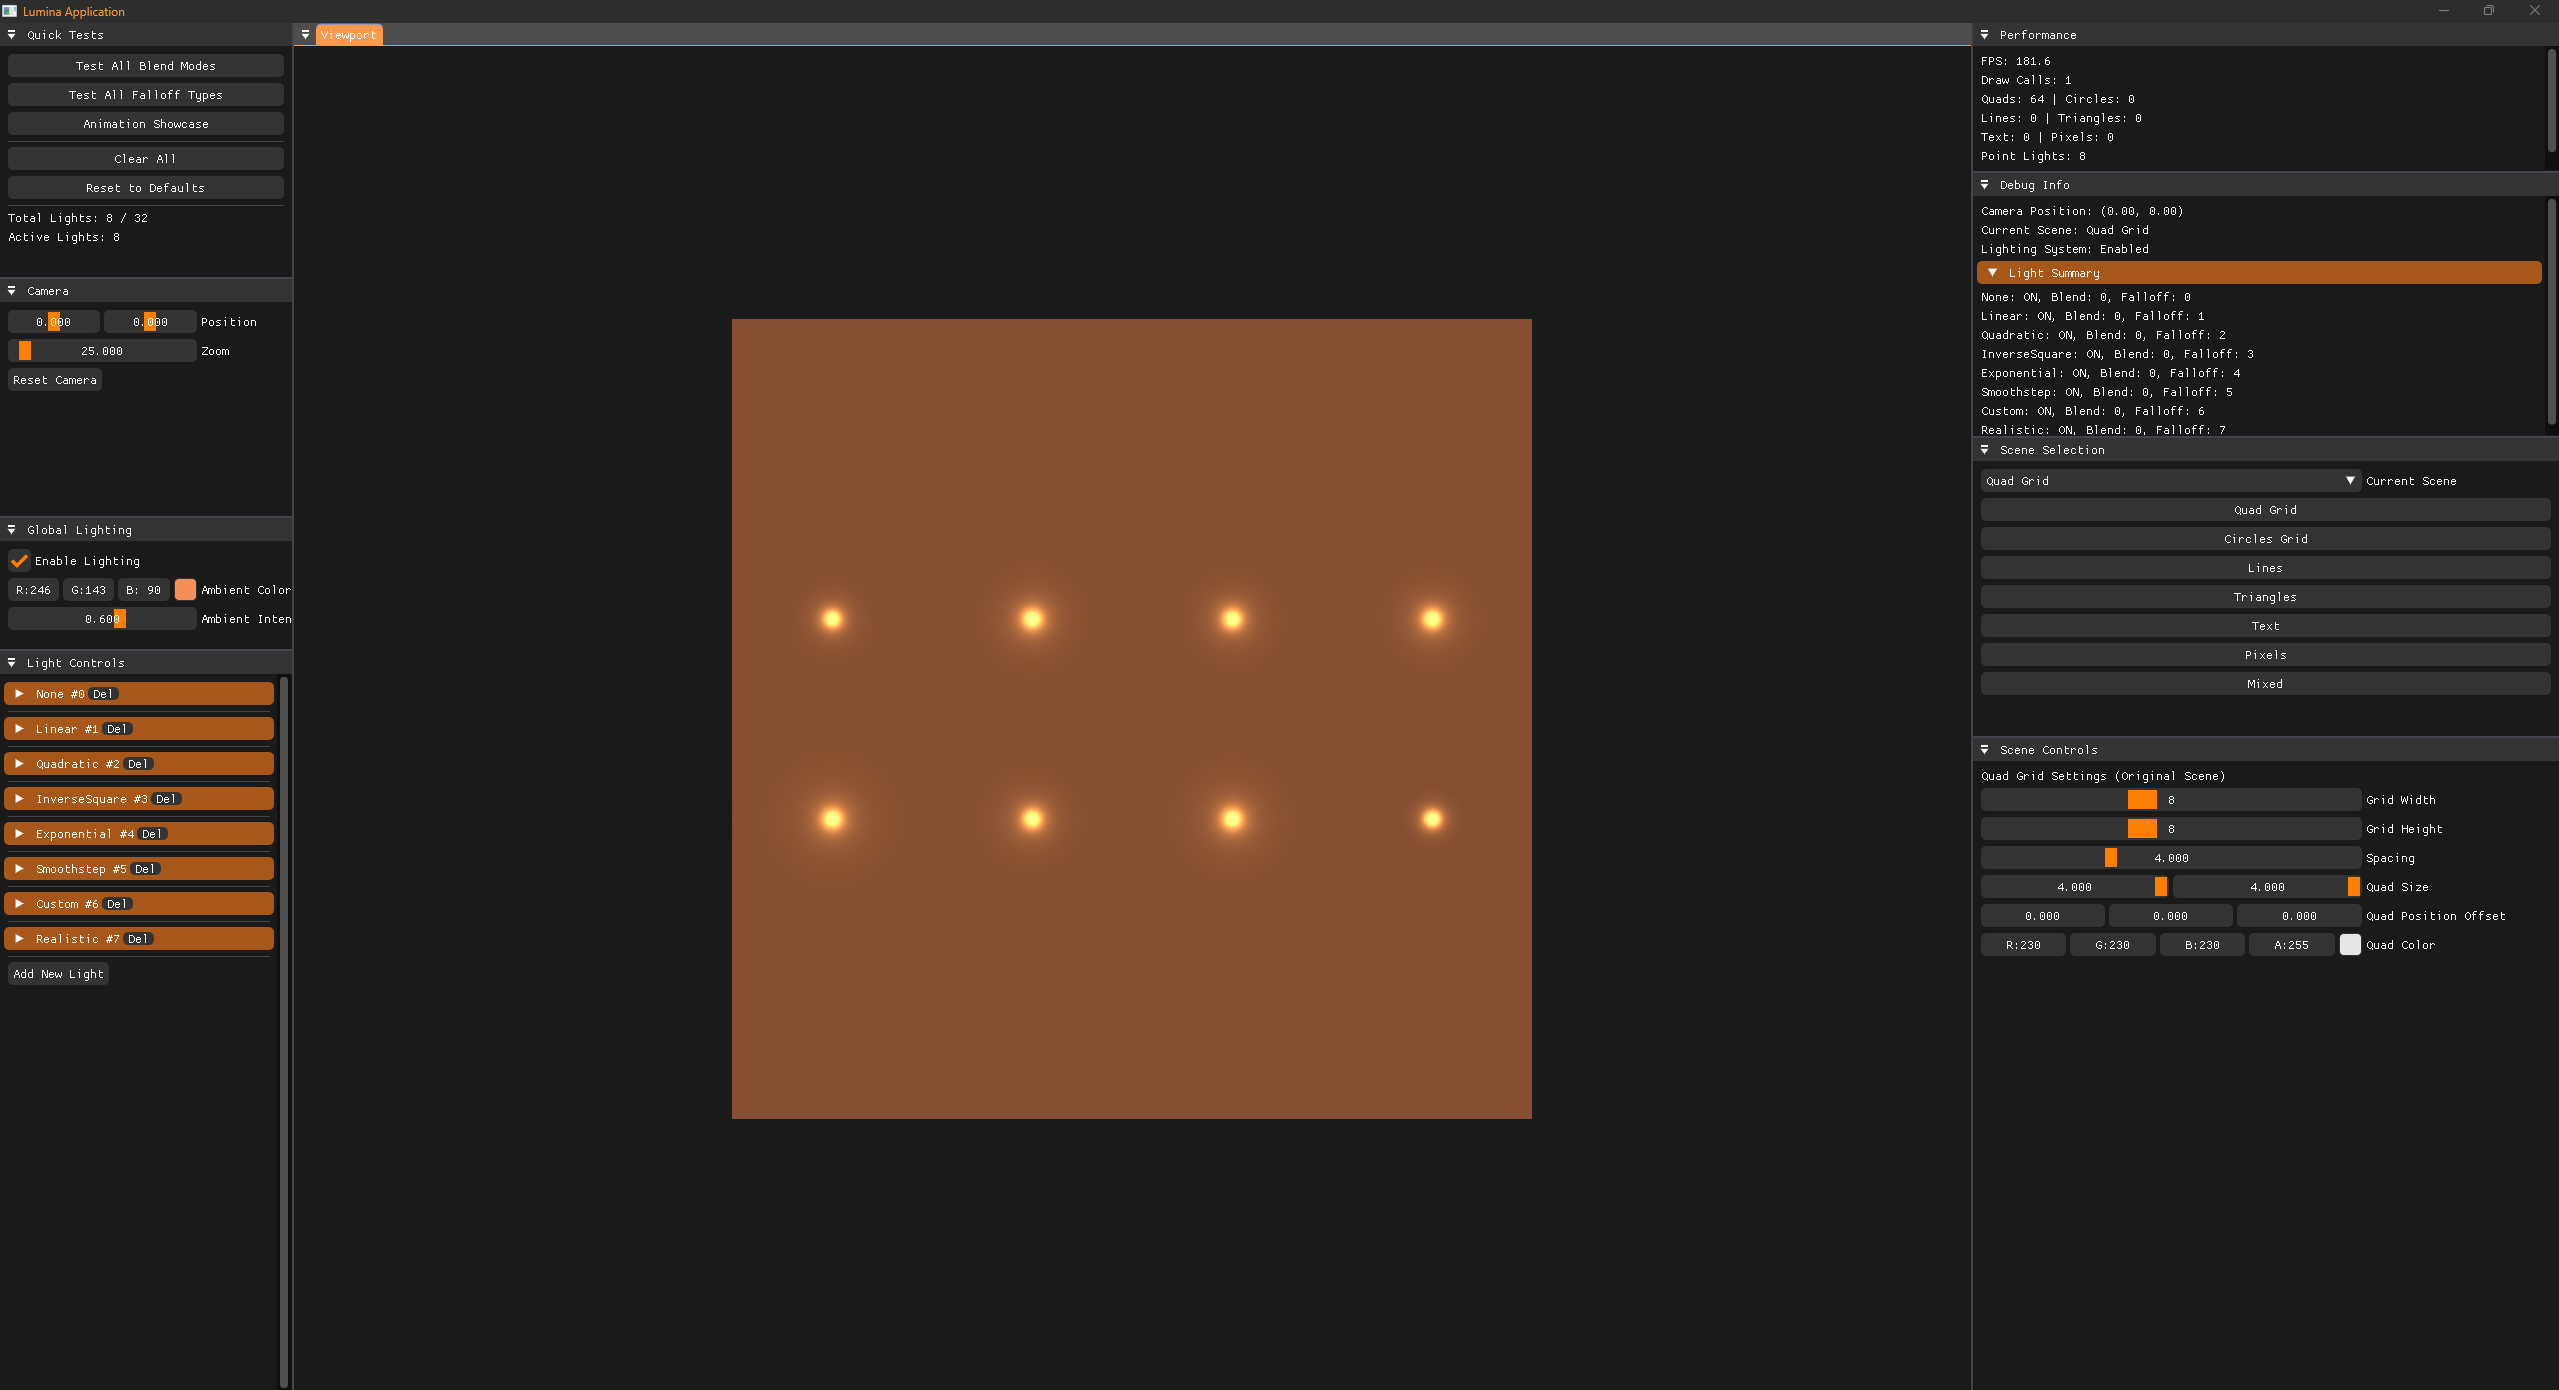 Lumina Application
Quick Tests
Test All Blend Modes
Test All Falloff Types
Animation Showcase
Clear All
Reset to Defaults
Total Lights: 8 / 32
Active Lights: 8
Camera
0.000 0.000 Position
25.000 Zoom
Reset Camera
Global Lighting
Enable Lighting
R:246 G:143 B: 90 Ambient Color
0.600 Ambient Inten
Light Controls
None #0 Del
Linear #1 Del
Quadratic #2 Del
InverseSquare #3 Del
Exponential #4 Del
Smoothstep #5 Del
Custom #6 Del
Realistic #7 Del
Add New Light
Viewport
Performance
FPS: 181.6
Draw Calls: 1
Quads: 64 | Circles: 0
Lines: 0 | Triangles: 0
Text: 0 | Pixels: 0
Point Lights: 8
Debug Info
Camera Position: (0.00, 0.00)
Current Scene: Quad Grid
Lighting System: Enabled
Light Summary
None: ON, Blend: 0, Falloff: 0
Linear: ON, Blend: 0, Falloff: 1
Quadratic: ON, Blend: 0, Falloff: 2
InverseSquare: ON, Blend: 0, Falloff: 3
Exponential: ON, Blend: 0, Falloff: 4
Smoothstep: ON, Blend: 0, Falloff: 5
Custom: ON, Blend: 0, Falloff: 6
Realistic: ON, Blend: 0, Falloff: 7
Scene Selection
Quad Grid Current Scene
Quad Grid
Circles Grid
Lines
Triangles
Text
Pixels
Mixed
Scene Controls
Quad Grid Settings (Original Scene)
8 Grid Width
8 Grid Height
4.000 Spacing
4.000 4.000 Quad Size
0.000 0.000 0.000 Quad Position Offset
R:230 G:230 B:230 A:255 Quad Color